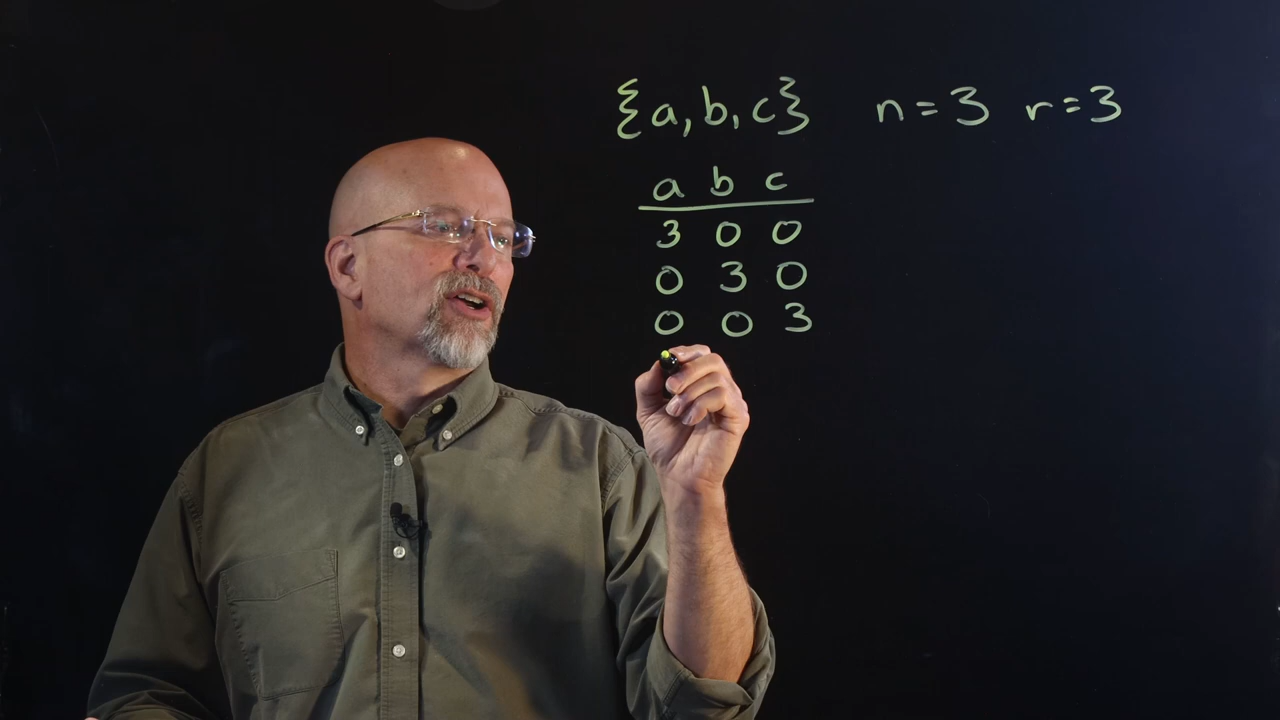 {a, b, c} n = 3 r = 3
a b c
3 0 0
0 3 0
0 0 3